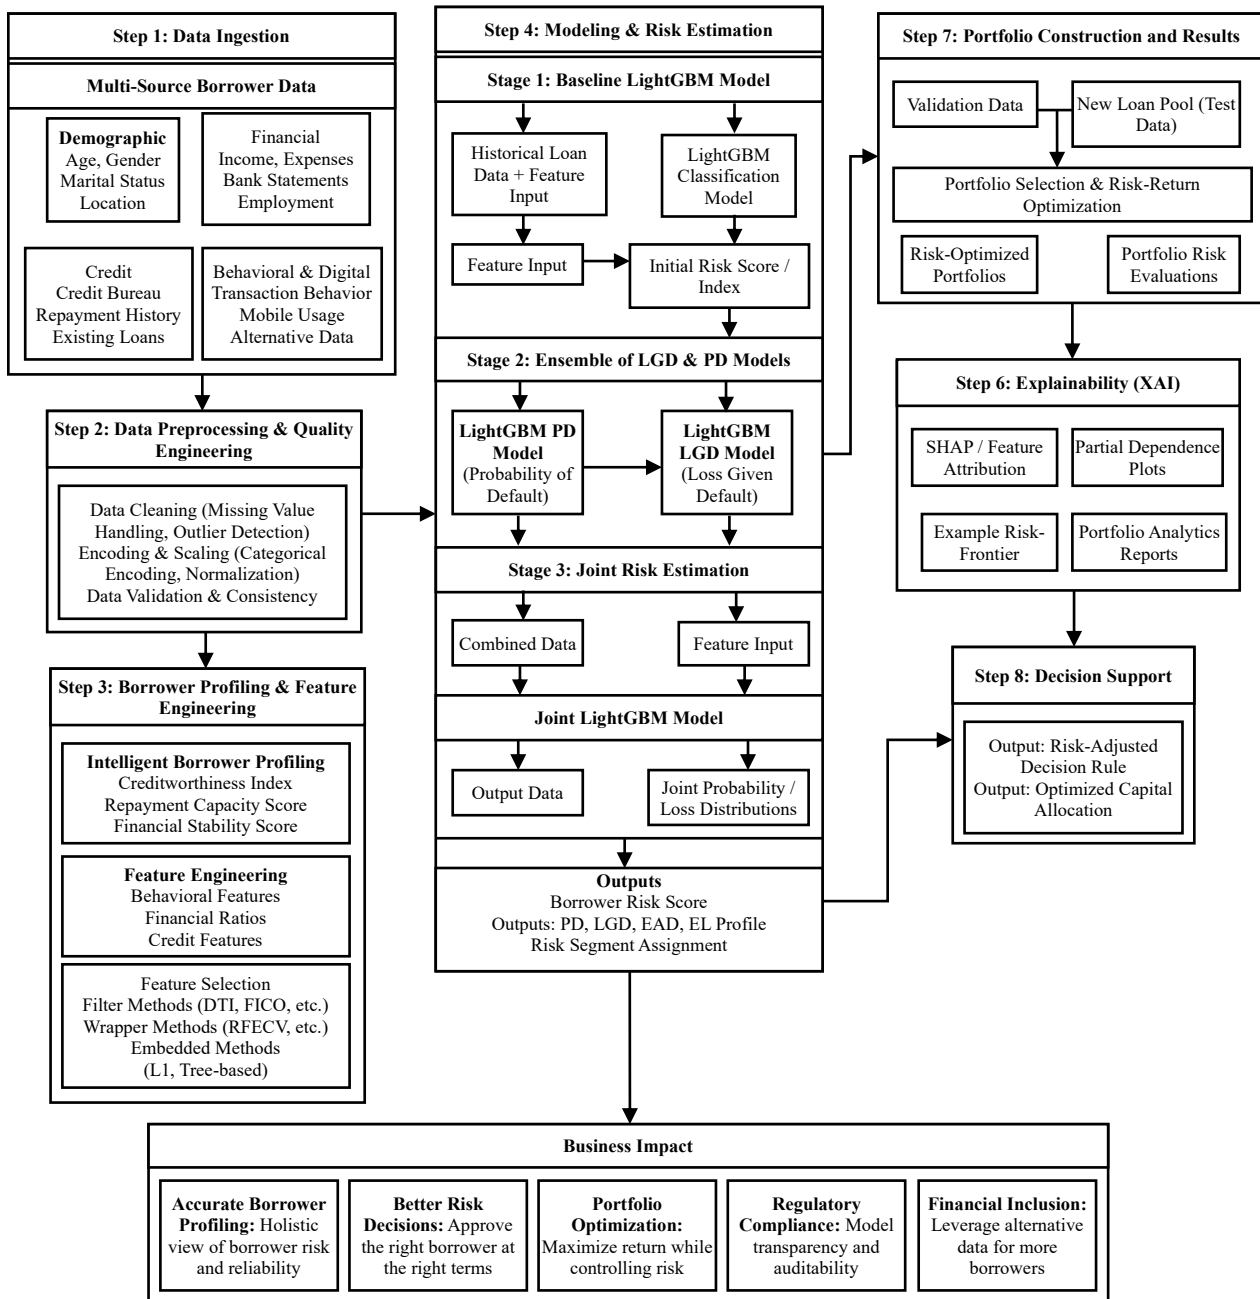 Step 1: Data Ingestion
Multi-Source Borrower Data
Demographic
Age, Gender
Marital Status
Location
Financial
Income, Expenses
Bank Statements
Employment
Credit
Credit Bureau
Repayment History
Existing Loans
Behavioral & Digital
Transaction Behavior
Mobile Usage
Alternative Data
Step 2: Data Preprocessing & Quality
Engineering
Data Cleaning (Missing Value
Handling, Outlier Detection)
Encoding & Scaling (Categorical
Encoding, Normalization)
Data Validation & Consistency
Step 3: Borrower Profiling & Feature
Engineering
Intelligent Borrower Profiling
Creditworthiness Index
Repayment Capacity Score
Financial Stability Score
Feature Engineering
Behavioral Features
Financial Ratios
Credit Features
Feature Selection
Filter Methods (DTI, FICO, etc.)
Wrapper Methods (RFECV, etc.)
Embedded Methods
(L1, Tree-based)
Step 4: Modeling & Risk Estimation
Stage 1: Baseline LightGBM Model
Historical Loan
Data + Feature
Input
LightGBM
Classification
Model
Feature Input
Initial Risk Score /
Index
Stage 2: Ensemble of LGD & PD Models
LightGBM PD
Model
(Probability of
Default)
LightGBM
LGD Model
(Loss Given
Default)
Stage 3: Joint Risk Estimation
Combined Data
Feature Input
Joint LightGBM Model
Output Data
Joint Probability /
Loss Distributions
Outputs
Borrower Risk Score
Outputs: PD, LGD, EAD, EL Profile
Risk Segment Assignment
Step 7: Portfolio Construction and Results
Validation Data
New Loan Pool (Test
Data)
Portfolio Selection & Risk-Return
Optimization
Risk-Optimized
Portfolios
Portfolio Risk
Evaluations
Step 6: Explainability (XAI)
SHAP / Feature
Attribution
Partial Dependence
Plots
Example Risk-
Frontier
Portfolio Analytics
Reports
Step 8: Decision Support
Output: Risk-Adjusted
Decision Rule
Output: Optimized Capital
Allocation
Business Impact
Accurate Borrower
Profiling: Holistic
view of borrower risk
and reliability
Better Risk
Decisions: Approve
the right borrower at
the right terms
Portfolio
Optimization:
Maximize return while
controlling risk
Regulatory
Compliance: Model
transparency and
auditability
Financial Inclusion:
Leverage alternative
data for more
borrowers